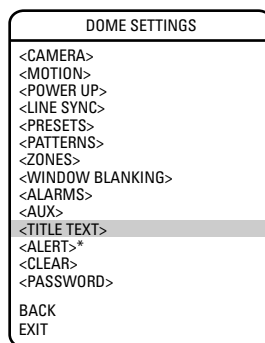 DOME SETTINGS
<CAMERA>
<MOTION>
<POWER UP>
<LINE SYNC>
<PRESETS>
<PATTERNS>
<ZONES>
<WINDOW BLANKING>
<ALARMS>
<AUX>
<TITLE TEXT>
<ALERT>*
<CLEAR>
<PASSWORD>
BACK
EXIT